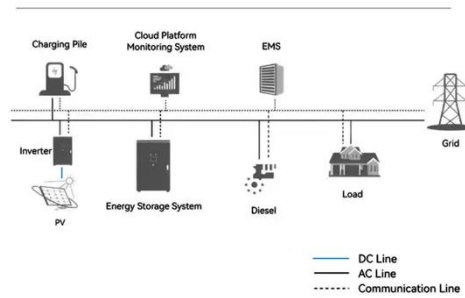 Charging Pile
Cloud Platform
Monitoring System
EMS
Grid
Inverter
PV
Energy Storage System
Diesel
Load
DC Line
AC Line
Communication Line